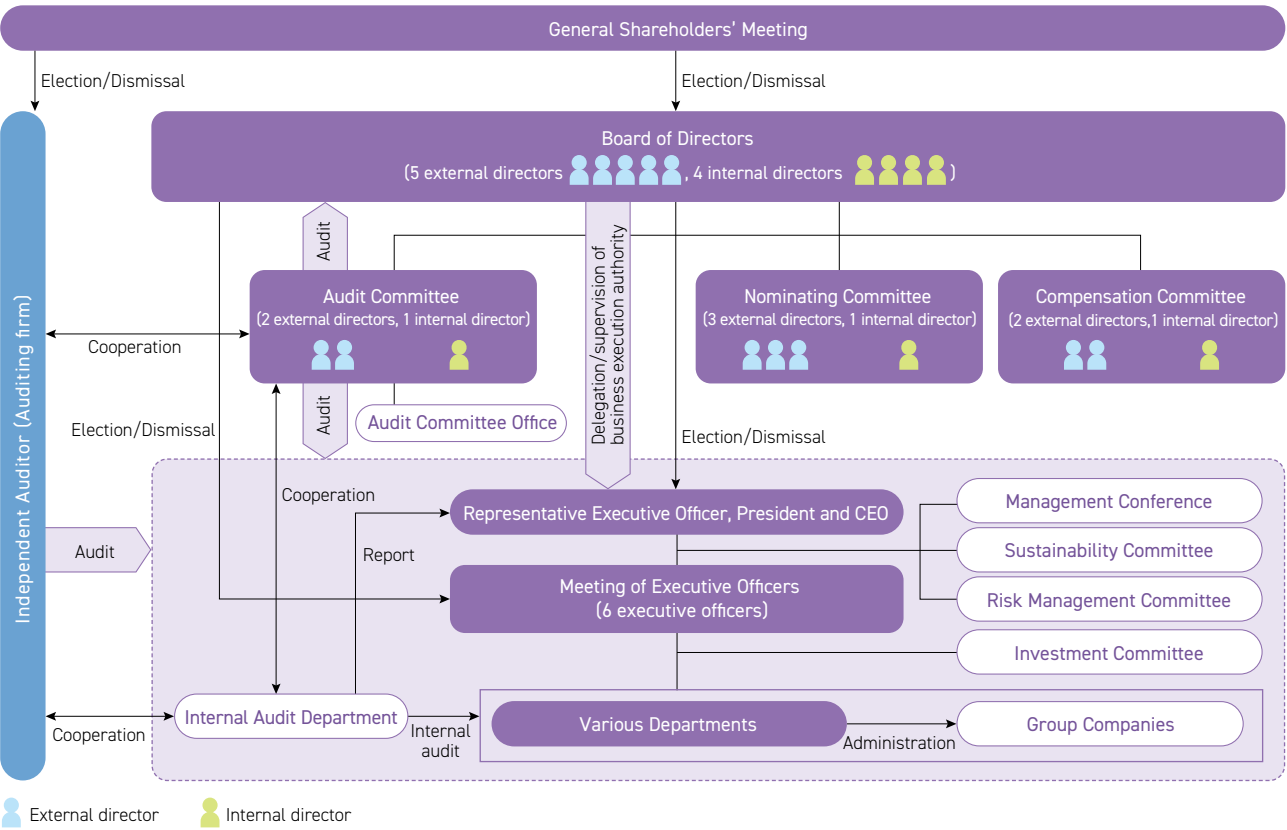 General Shareholders' Meeting
Election/Dismissal
Election/Dismissal
Independent Auditor (Auditing firm)
Board of Directors
(5 external directors , 4 internal directors )
Audit
Delegation/supervision of
business execution authority
Audit Committee
(2 external directors, 1 internal director)
Nominating Committee
(3 external directors, 1 internal director)
Compensation Committee
(2 external directors,1 internal director)
Cooperation
Audit
Audit Committee Office
Election/Dismissal
Election/Dismissal
Cooperation
Representative Executive Officer, President and CEO
Management Conference
Audit
Report
Sustainability Committee
Meeting of Executive Officers
(6 executive officers)
Risk Management Committee
Investment Committee
Internal Audit Department
Cooperation
Internal
audit
Various Departments
Administration
Group Companies
External director
Internal director